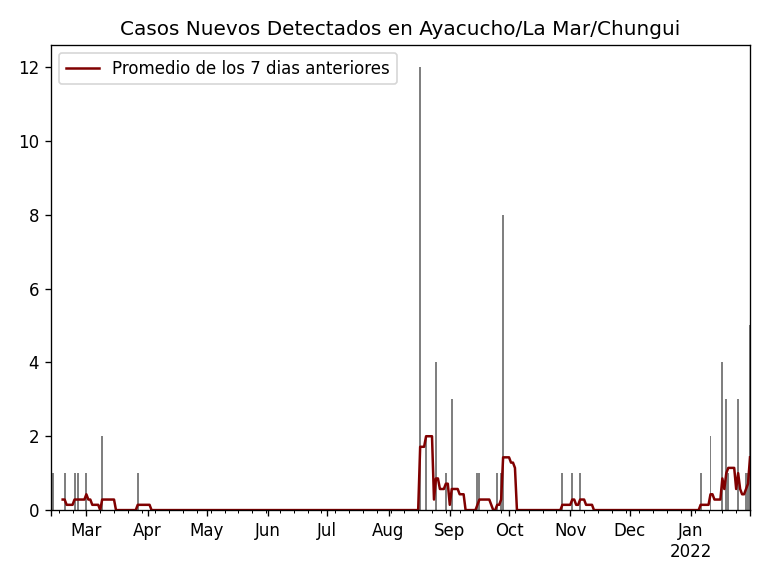 Casos Nuevos Detectados en Ayacucho/La Mar/Chungui
Promedio de los 7 dias anteriores
12
10
8
6
4
2
0
Mar Apr May Jun Jul Aug Sep Oct Nov Dec Jan
2022